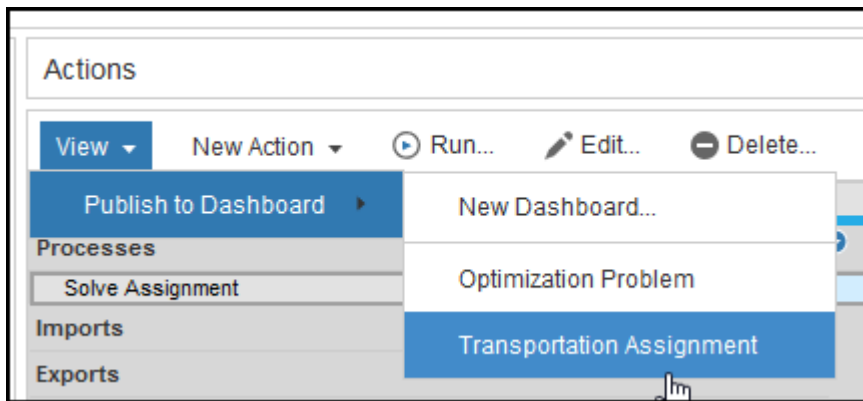 Actions
View New Action Run... Edit... Delete...
Publish to Dashboard New Dashboard...
Processes
Solve Assignment Optimization Problem
Imports
Transportation Assignment
Exports